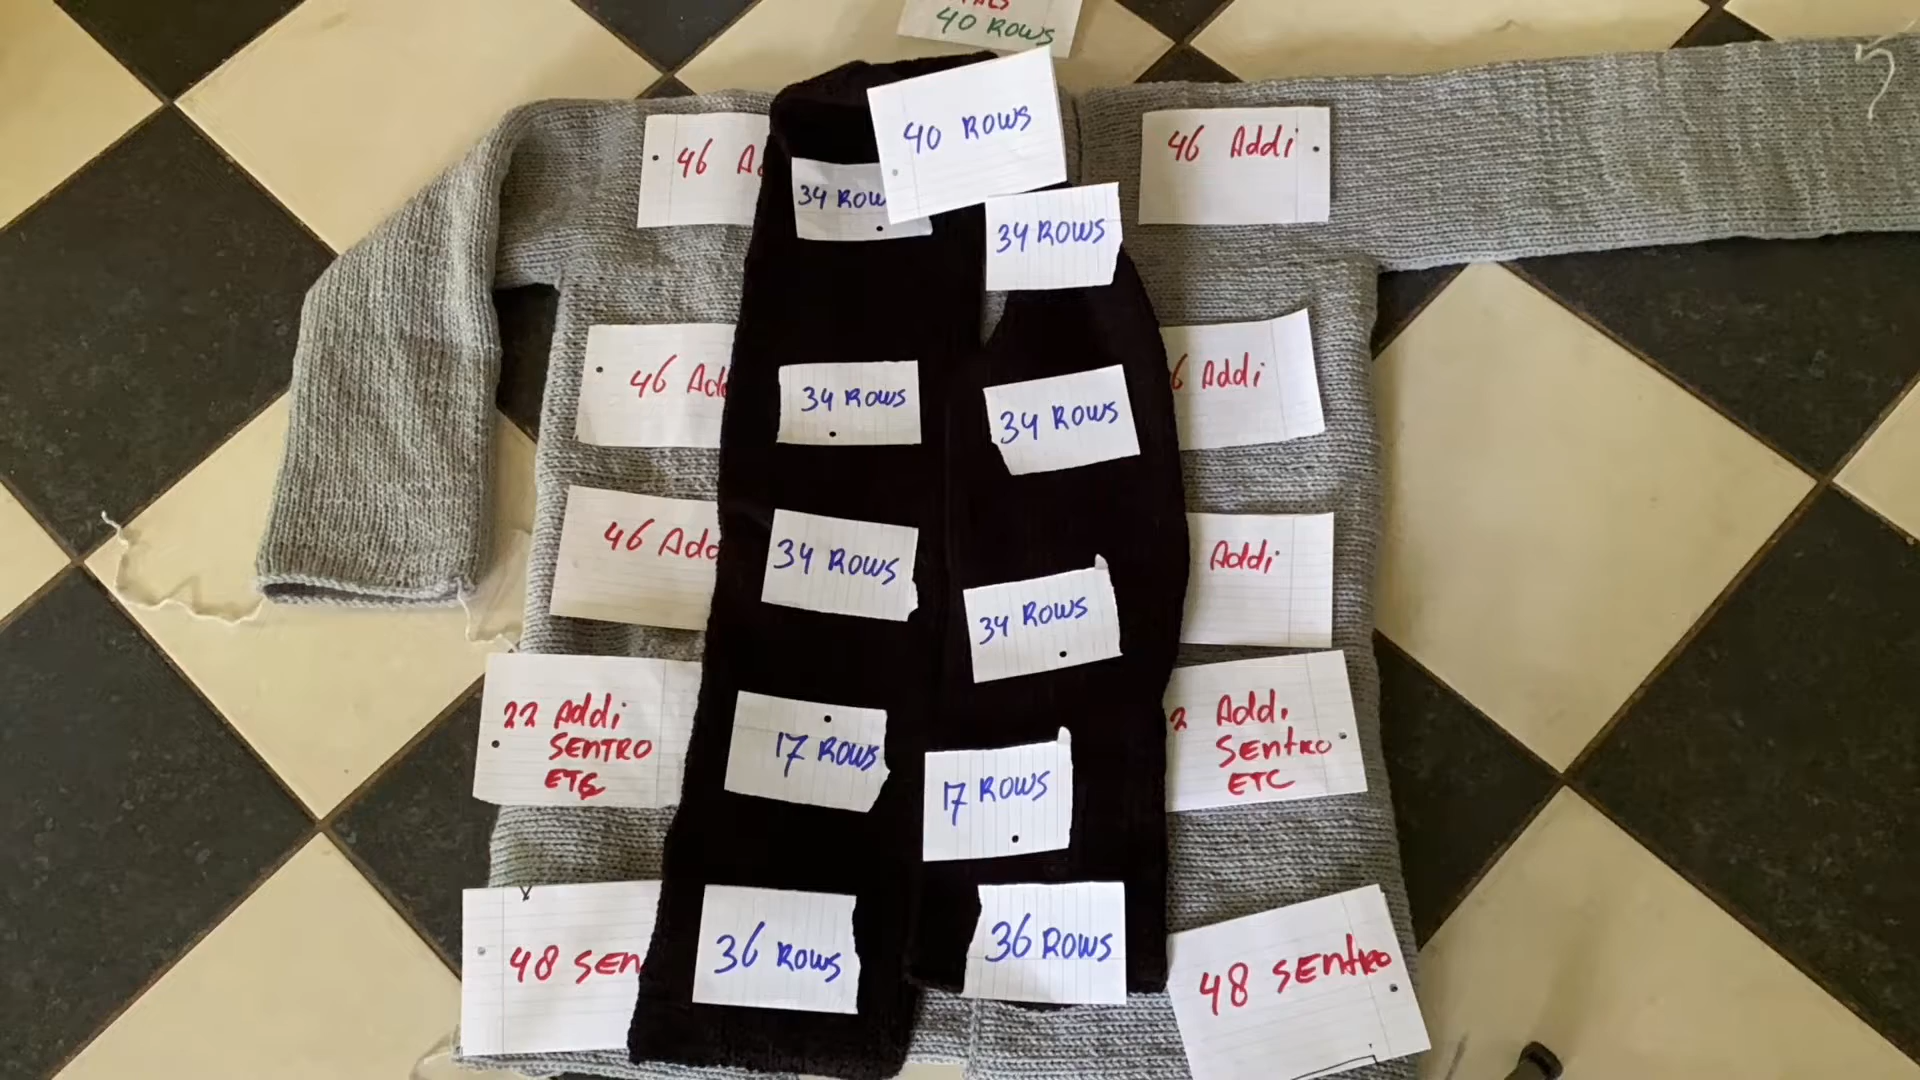 40 ROWS
40 ROWS
46
46 Addi
34 ROW
34 ROWS
46
Addi
34 ROWS
34 ROWS
46
Addi
34 ROWS
34 ROWS
22 Addi
SENTRO
ETC
17 ROWS
17 ROWS
2 Addi
SENTRO
ETC
48 SEN
36 ROWS
36 ROWS
48 SENTRO